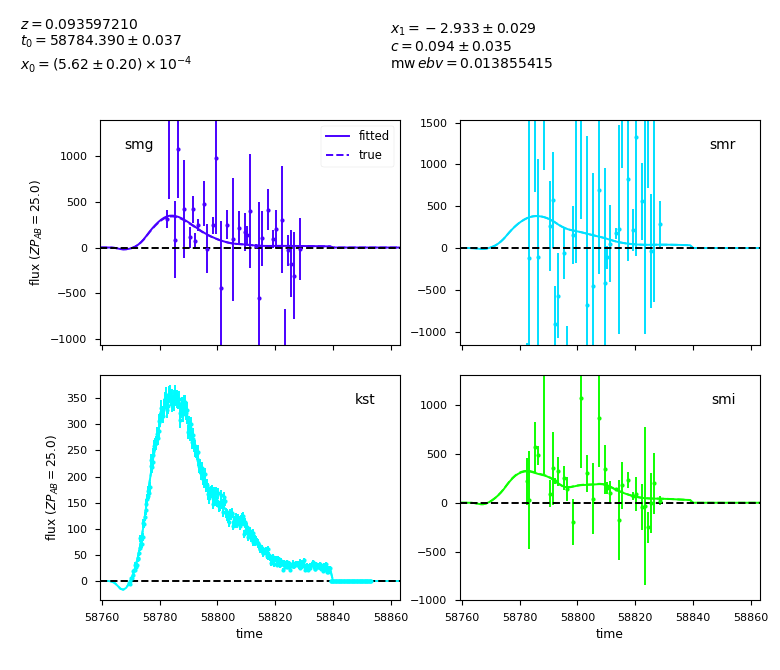 z = 0.093597210
t₀ = 58784.390 ± 0.037
x₀ = (5.62 ± 0.20) × 10⁻⁴
x₁ = −2.933 ± 0.029
c = 0.094 ± 0.035
mw ebv = 0.013855415
smg
fitted
true
1000
500
0
−500
−1000
flux (ZP_AB = 25.0)
smr
1500
1000
500
0
−500
−1000
kst
350
300
250
200
150
100
50
0
flux (ZP_AB = 25.0)
58760 58780 58800 58820 58840 58860
time
smi
1000
500
0
−500
−1000
58760 58780 58800 58820 58840 58860
time